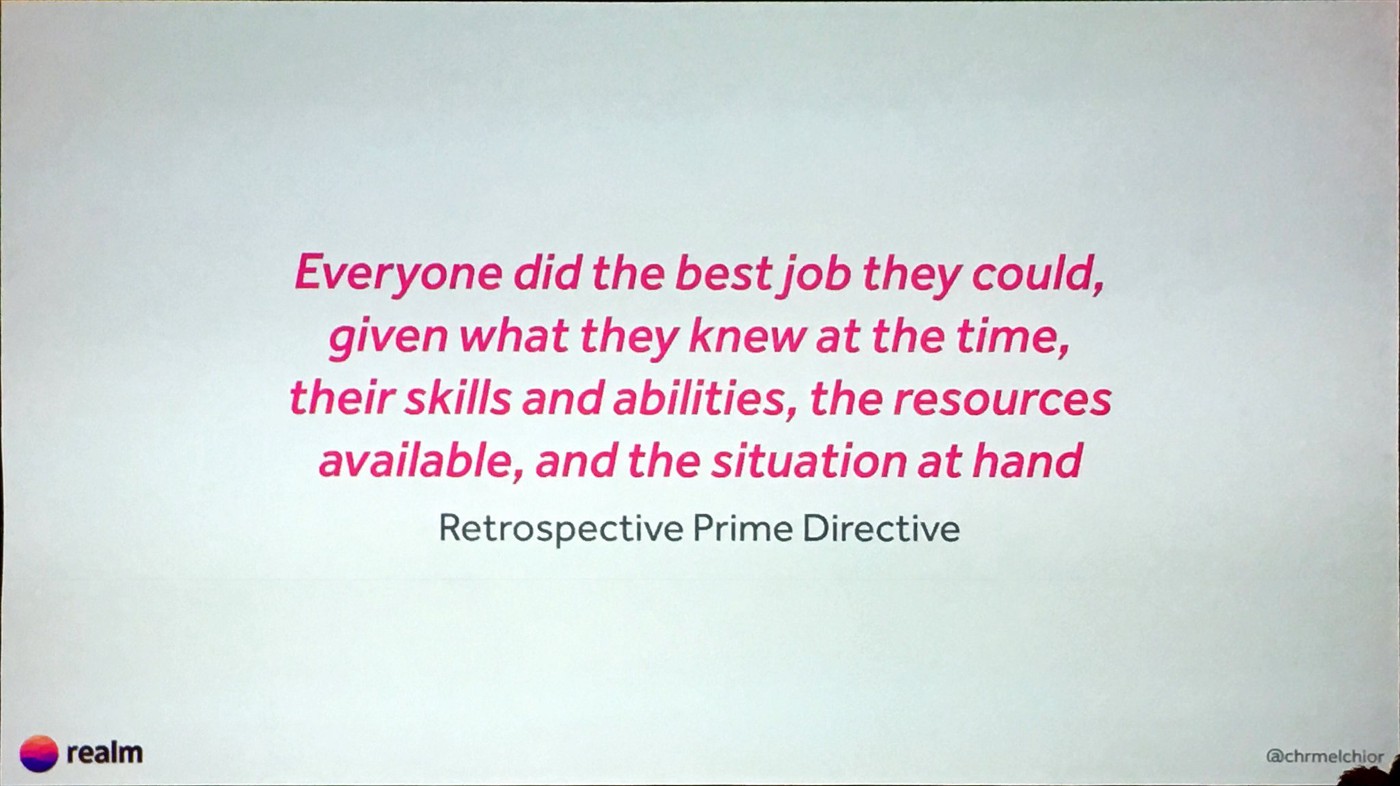 Everyone did the best job they could,
given what they knew at the time,
their skills and abilities, the resources
available, and the situation at hand
Retrospective Prime Directive
realm
@chrmelchior